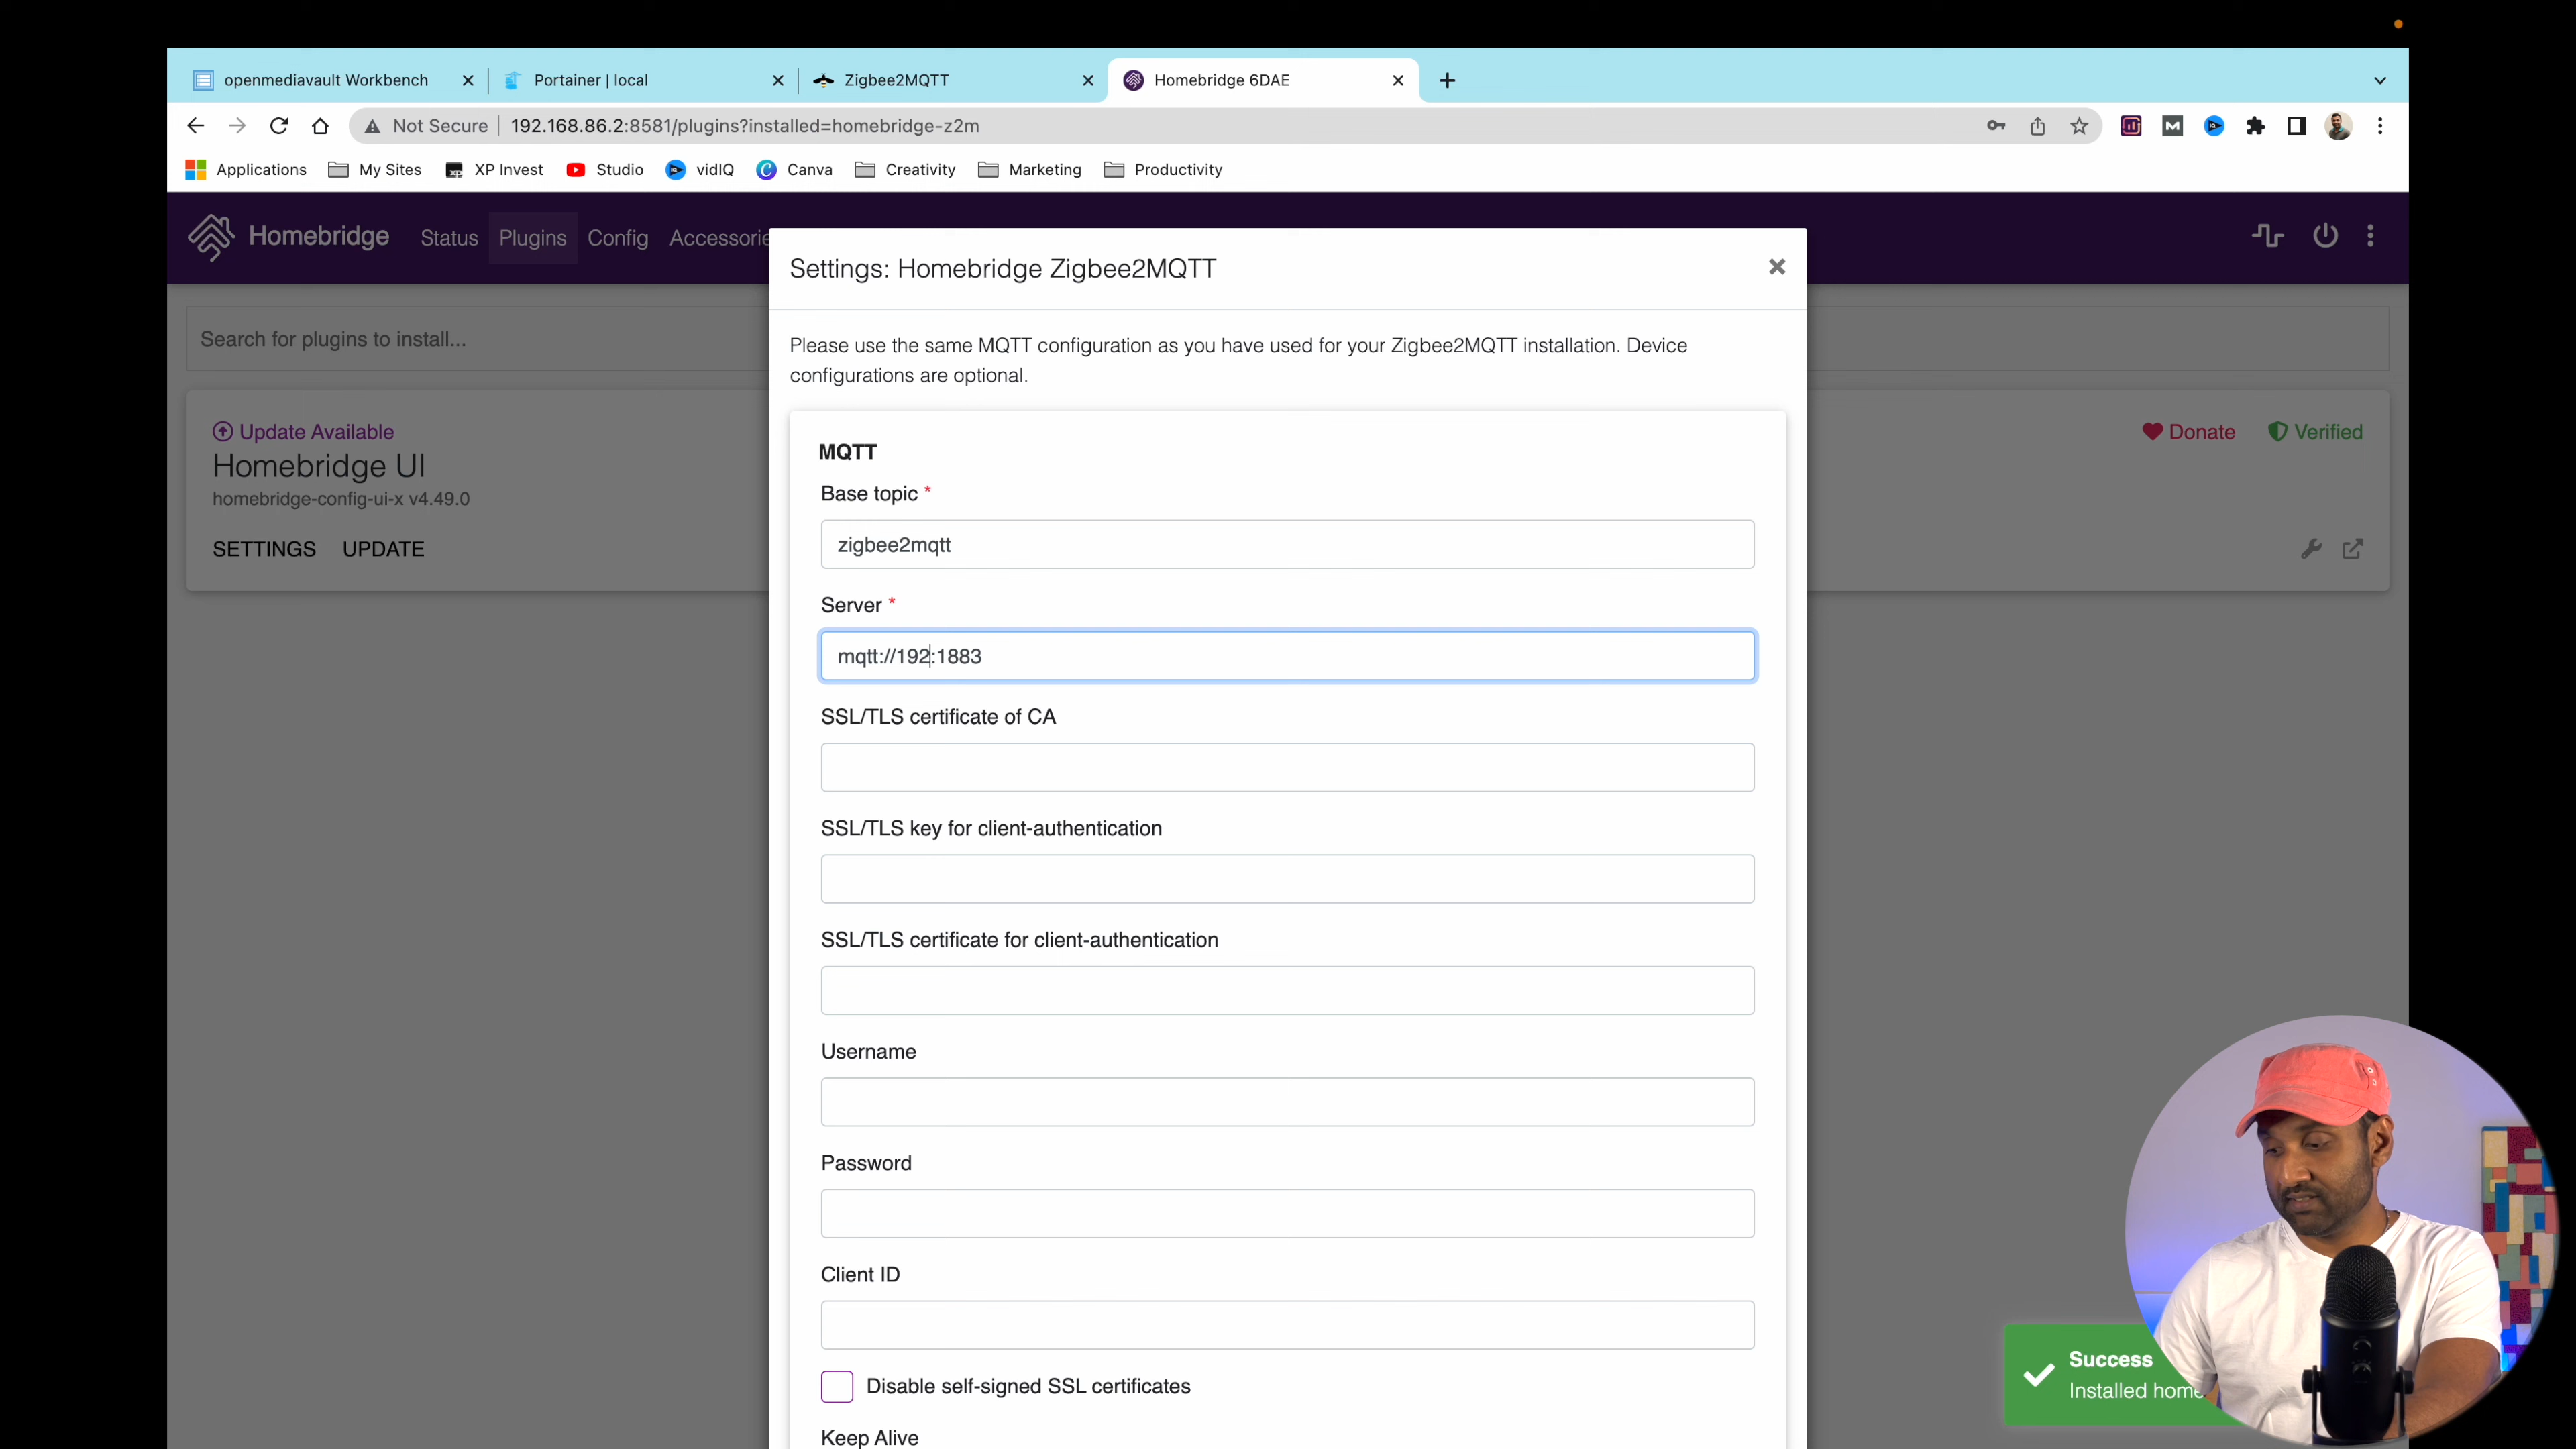 openmediavault Workbench
Portainer | local
Zigbee2MQTT
Homebridge 6DAE
Not Secure
192.168.86.2:8581/plugins?installed=homebridge-z2m
Applications
My Sites
XP Invest
Studio
vidIQ
Canva
Creativity
Marketing
Productivity
Homebridge
Status
Plugins
Config
Accessorie
Settings: Homebridge Zigbee2MQTT
Search for plugins to install...
Please use the same MQTT configuration as you have used for your Zigbee2MQTT installation. Device
configurations are optional.
Update Available
Homebridge UI
homebridge-config-ui-x v4.49.0
SETTINGS
UPDATE
Donate
Verified
MQTT
Base topic *
zigbee2mqtt
Server *
mqtt://192:1883
SSL/TLS certificate of CA
SSL/TLS key for client-authentication
SSL/TLS certificate for client-authentication
Username
Password
Client ID
Disable self-signed SSL certificates
Keep Alive
Success
Installed home